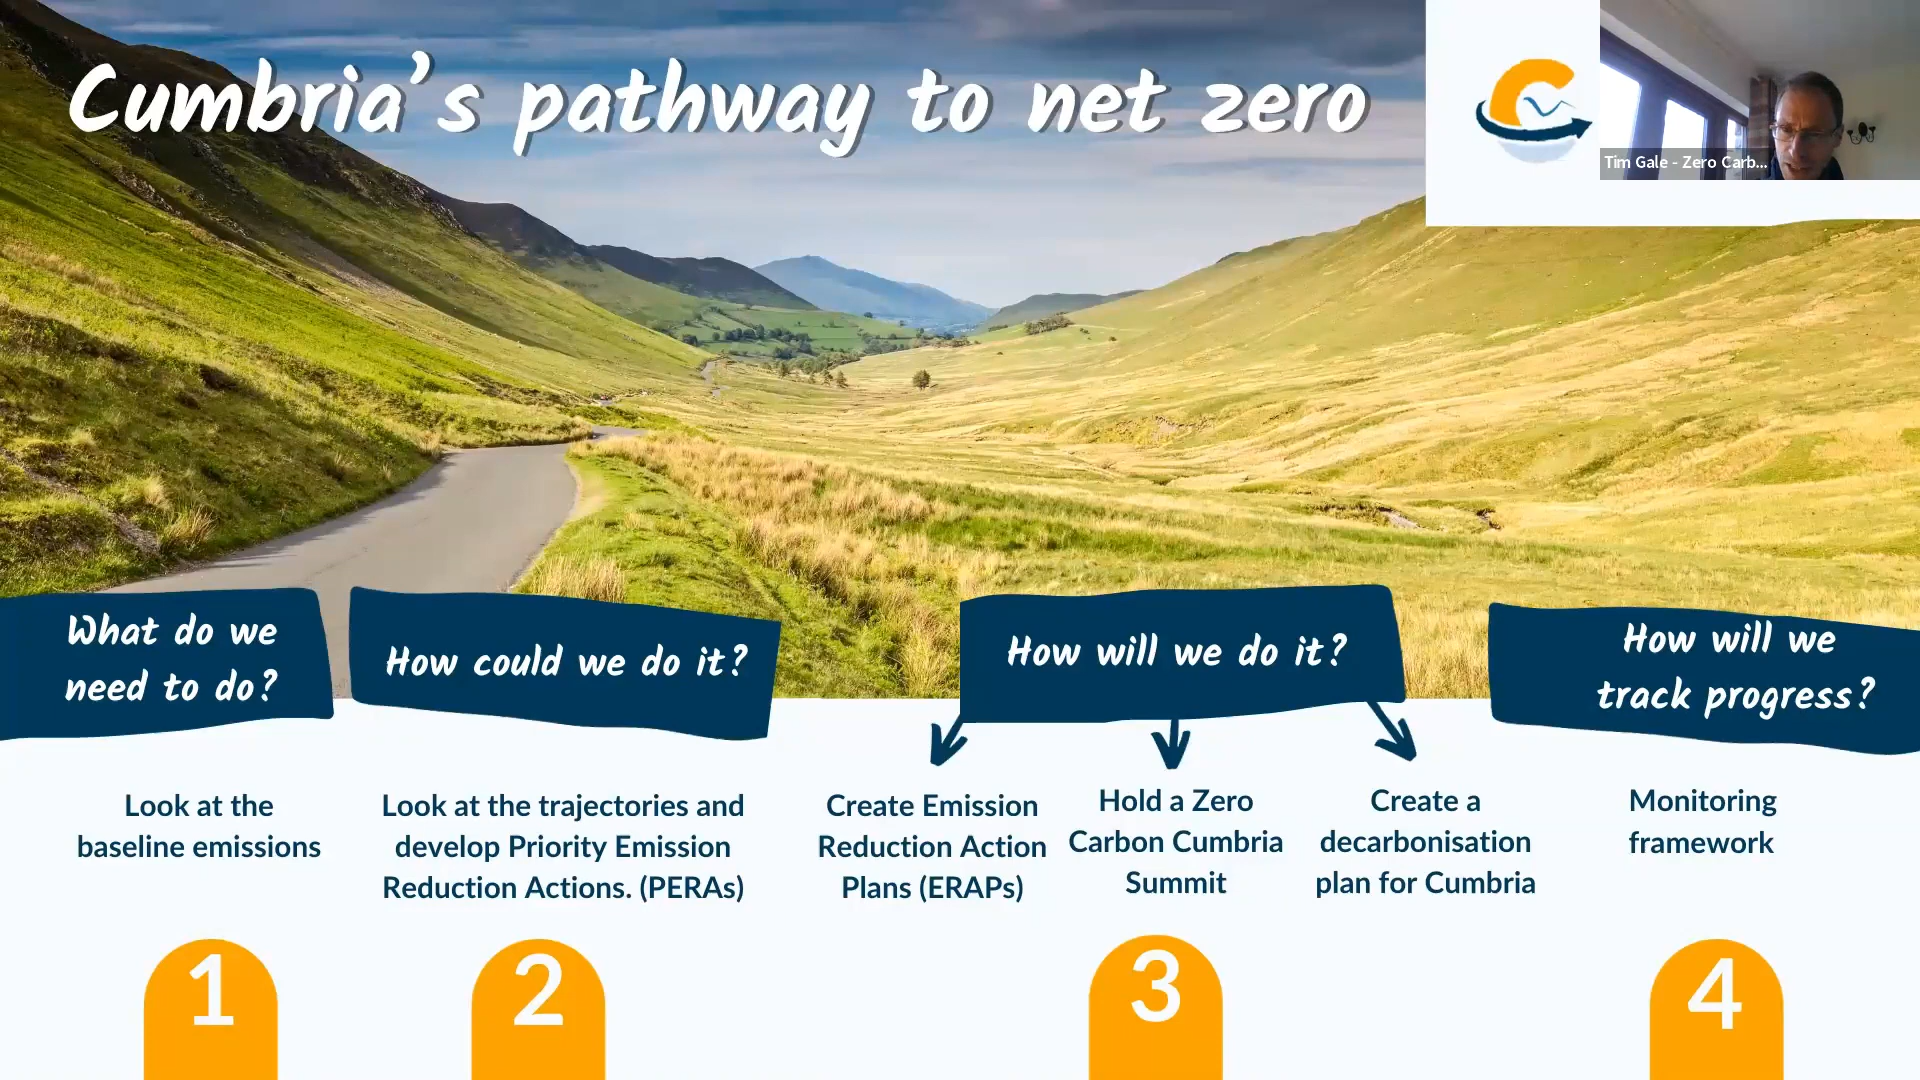 Cumbria's pathway to net zero
Tim Gale - Zero Carb...
What do we
need to do?
How could we do it?
How will we do it?
How will we
track progress?
Look at the
baseline emissions
Look at the trajectories and
develop Priority Emission
Reduction Actions. (PERAs)
Create Emission
Reduction Action
Plans (ERAPs)
Hold a Zero
Carbon Cumbria
Summit
Create a
decarbonisation
plan for Cumbria
Monitoring
framework
1
2
3
4